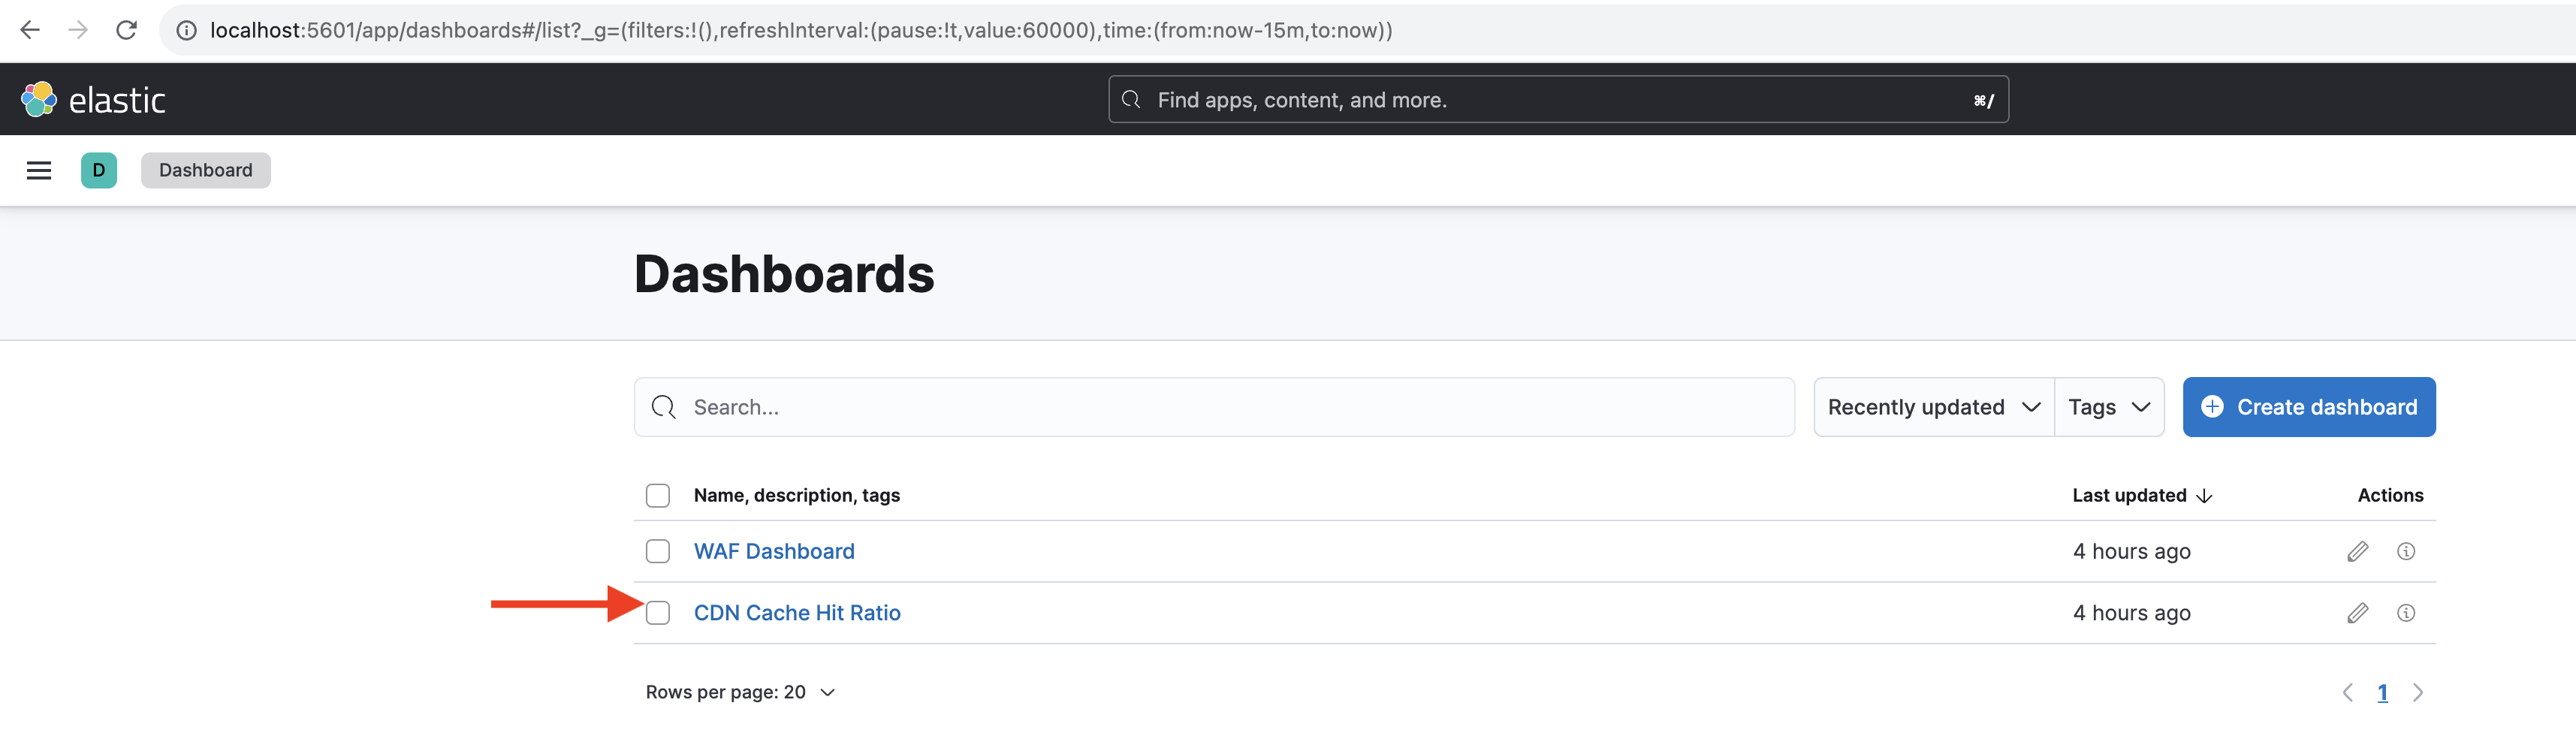 localhost:5601/app/dashboards#/list?_g=(filters:!(),refreshInterval:(pause:!t,value:60000),time:(from:now-15m,to:now))
elastic
Find apps, content, and more.
⌘/
D
Dashboard
Dashboards
Search...
Recently updated
Tags
Create dashboard
Name, description, tags
Last updated
Actions
WAF Dashboard
4 hours ago
CDN Cache Hit Ratio
4 hours ago
Rows per page: 20
1